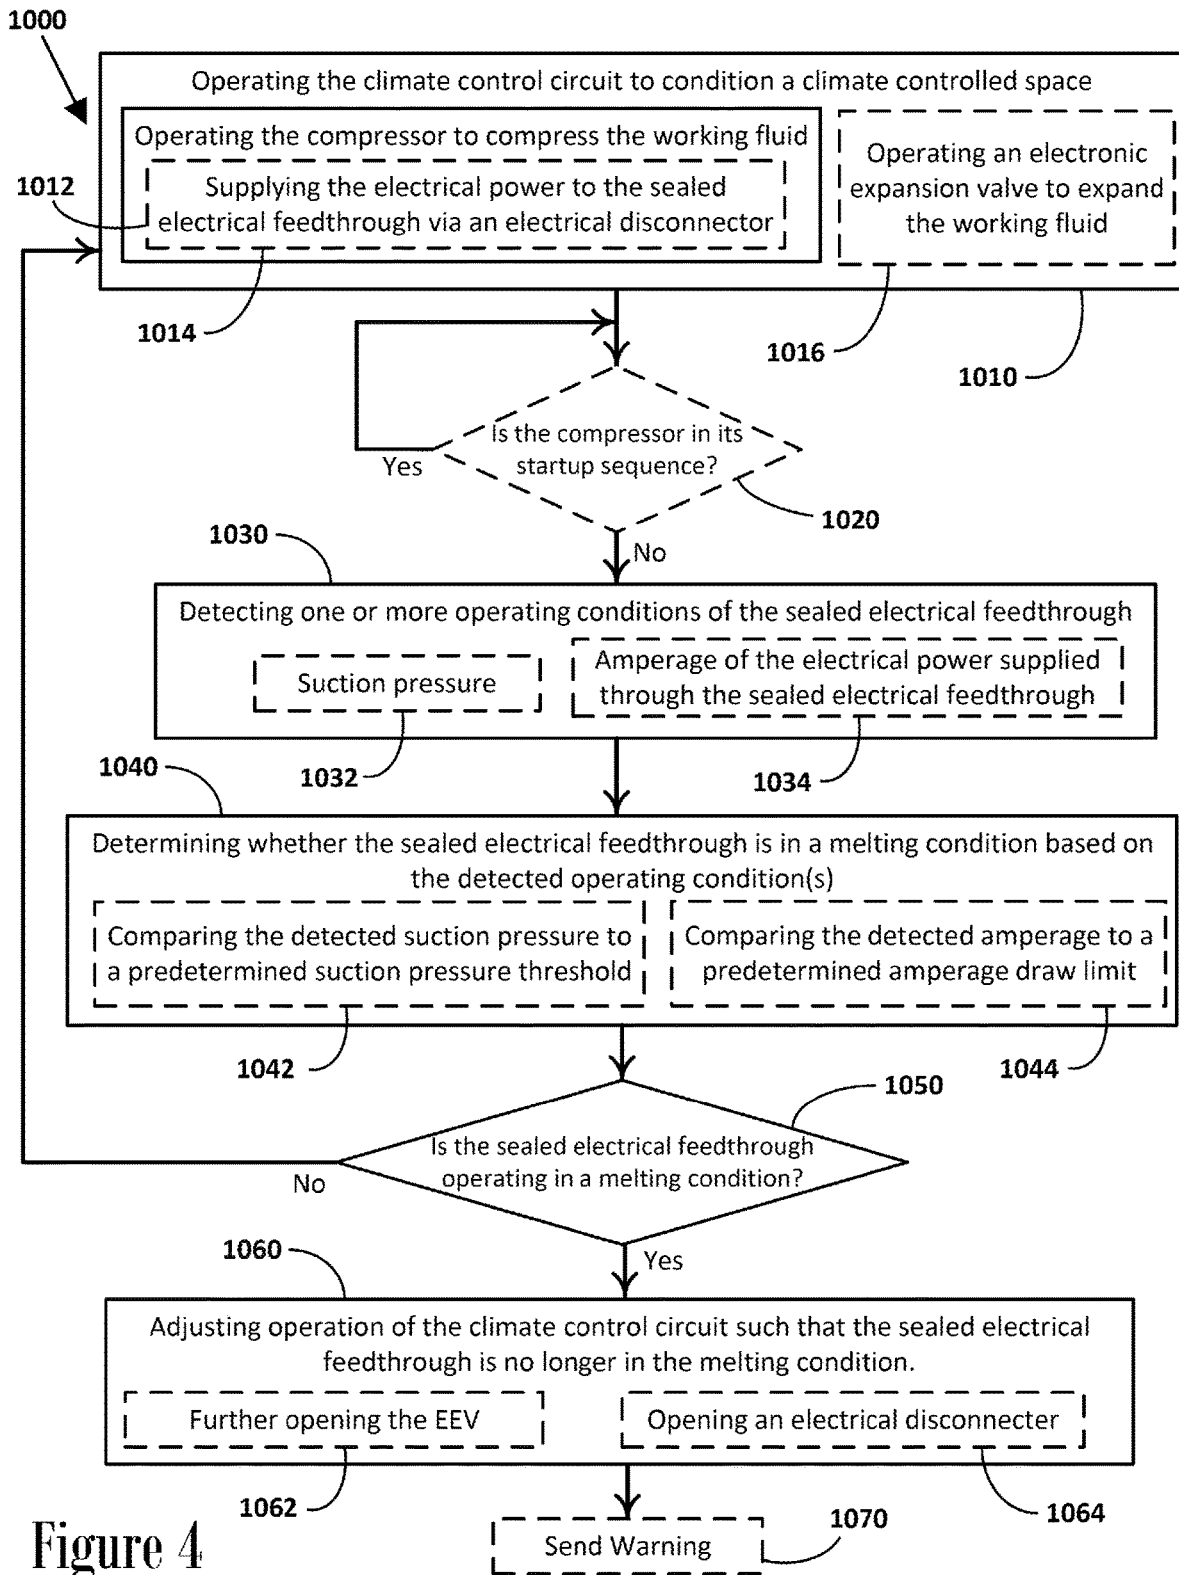 1000
Operating the climate control circuit to condition a climate controlled space
Operating the compressor to compress the working fluid
Supplying the electrical power to the sealed
electrical feedthrough via an electrical disconnector
Operating an electronic
expansion valve to expand
the working fluid
1012
1014
1016
1010
Is the compressor in its
startup sequence?
Yes
1020
No
1030
Detecting one or more operating conditions of the sealed electrical feedthrough
Suction pressure
Amperage of the electrical power supplied
through the sealed electrical feedthrough
1032
1034
1040
Determining whether the sealed electrical feedthrough is in a melting condition based on
the detected operating condition(s)
Comparing the detected suction pressure to
a predetermined suction pressure threshold
Comparing the detected amperage to a
predetermined amperage draw limit
1042
1044
1050
Is the sealed electrical feedthrough
operating in a melting condition?
No
Yes
1060
Adjusting operation of the climate control circuit such that the sealed electrical
feedthrough is no longer in the melting condition.
Further opening the EEV
Opening an electrical disconnecter
1062
1064
Send Warning
1070
Figure 4